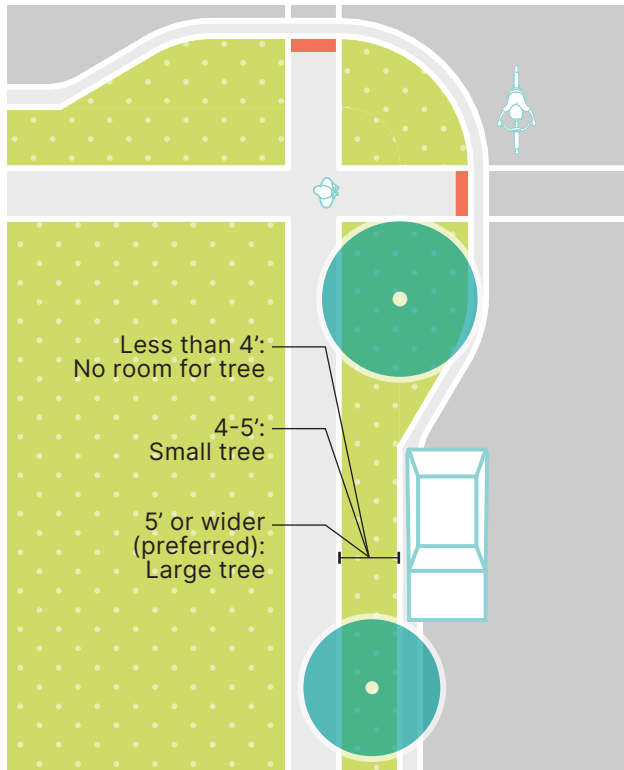 Less than 4’:
No room for tree
4-5’:
Small tree
5’ or wider
(preferred):
Large tree